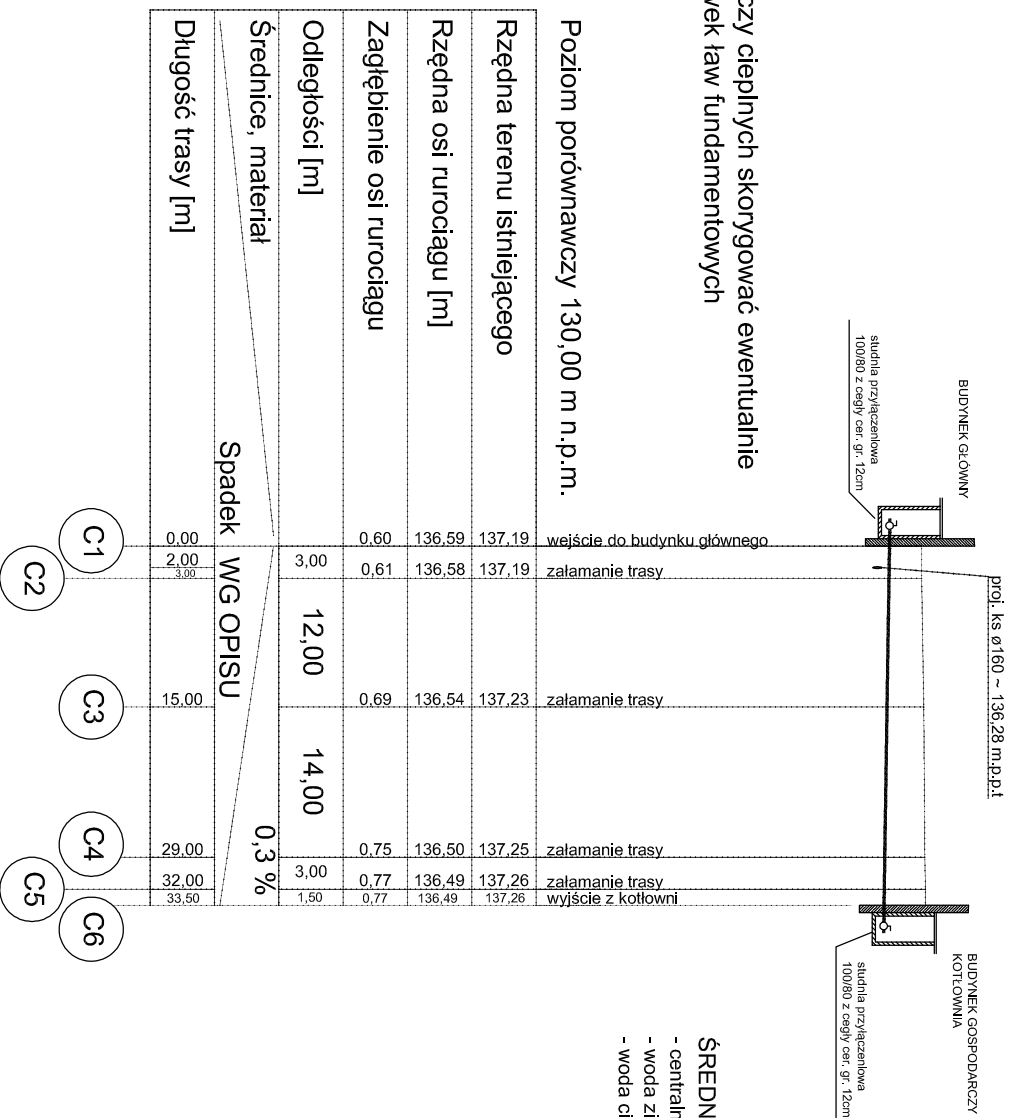 BUDYNEK GŁÓWNY
studnia przyłączeniowa
100/80 z cegły cer. gr. 12cm
proj. ks ø160 ~ 136,28 m.p.p.t
BUDYNEK GOSPODARCZY
KOTŁOWNIA
studnia przyłączeniowa
100/80 z cegły cer. gr. 12cm
czy cieplnych skorygować ewentualnie
wek ław fundamentowych
Poziom porównawczy 130,00 m n.p.m.
wejście do budynku głównego
załamanie trasy
załamanie trasy
załamanie trasy
załamanie trasy
wyjście z kotłowni
Rzędna terenu istniejącego 137,19 137,19 137,23 137,25 137,26 137,26
Rzędna osi rurociągu [m] 136,59 136,58 136,54 136,50 136,49 136,49
Zagłębienie osi rurociągu 0,60 0,61 0,69 0,75 0,77 0,77
Odległości [m] 3,00 12,00 14,00 3,00 1,50
Średnice, materiał Spadek WG OPISU 0,3 %
Długość trasy [m] 0,00 2,00 3,00 15,00 29,00 32,00 33,50
C1 C2 C3 C4 C5 C6
ŚREDN
- centraln
- woda zi
- woda ci